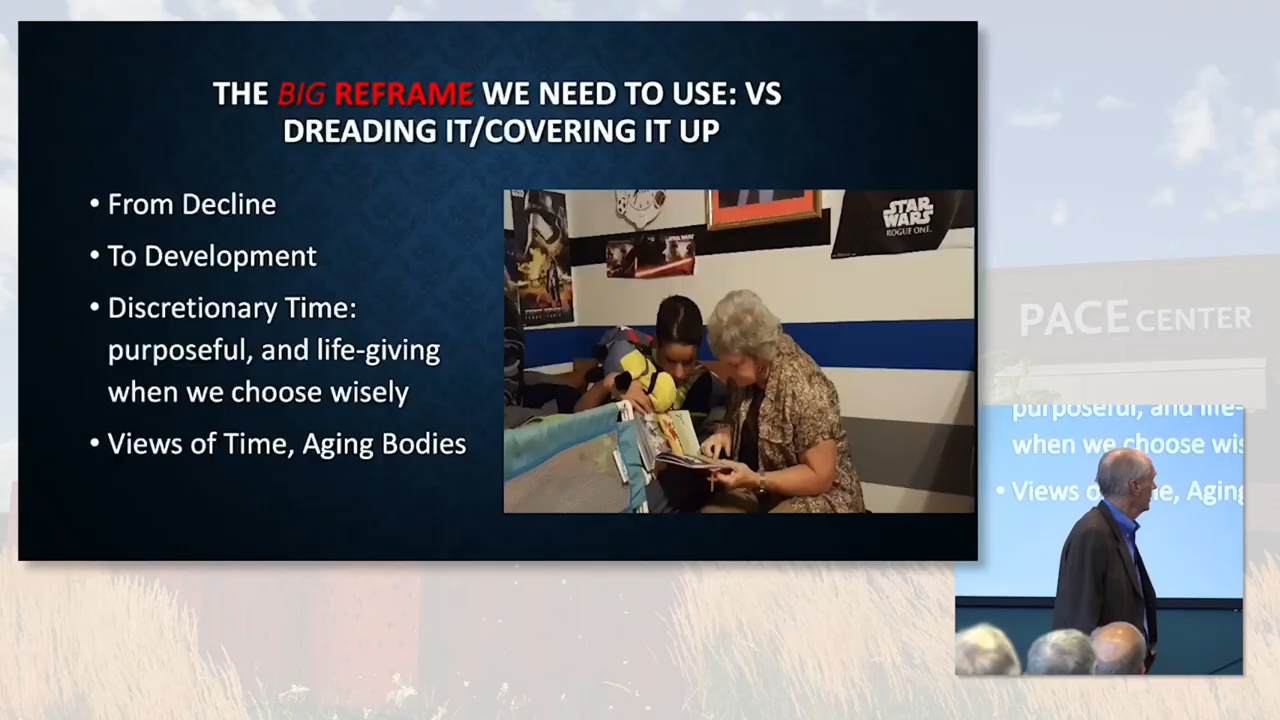 THE BIG REFRAME WE NEED TO USE: VS
DREADING IT/COVERING IT UP
• From Decline
• To Development
• Discretionary Time:
purposeful, and life-giving
when we choose wisely
• Views of Time, Aging Bodies
STAR
WARS
ROGUE ONE.
PACE CENTER
purposeful, and life-
when we choose wis
• Views o me, Aging